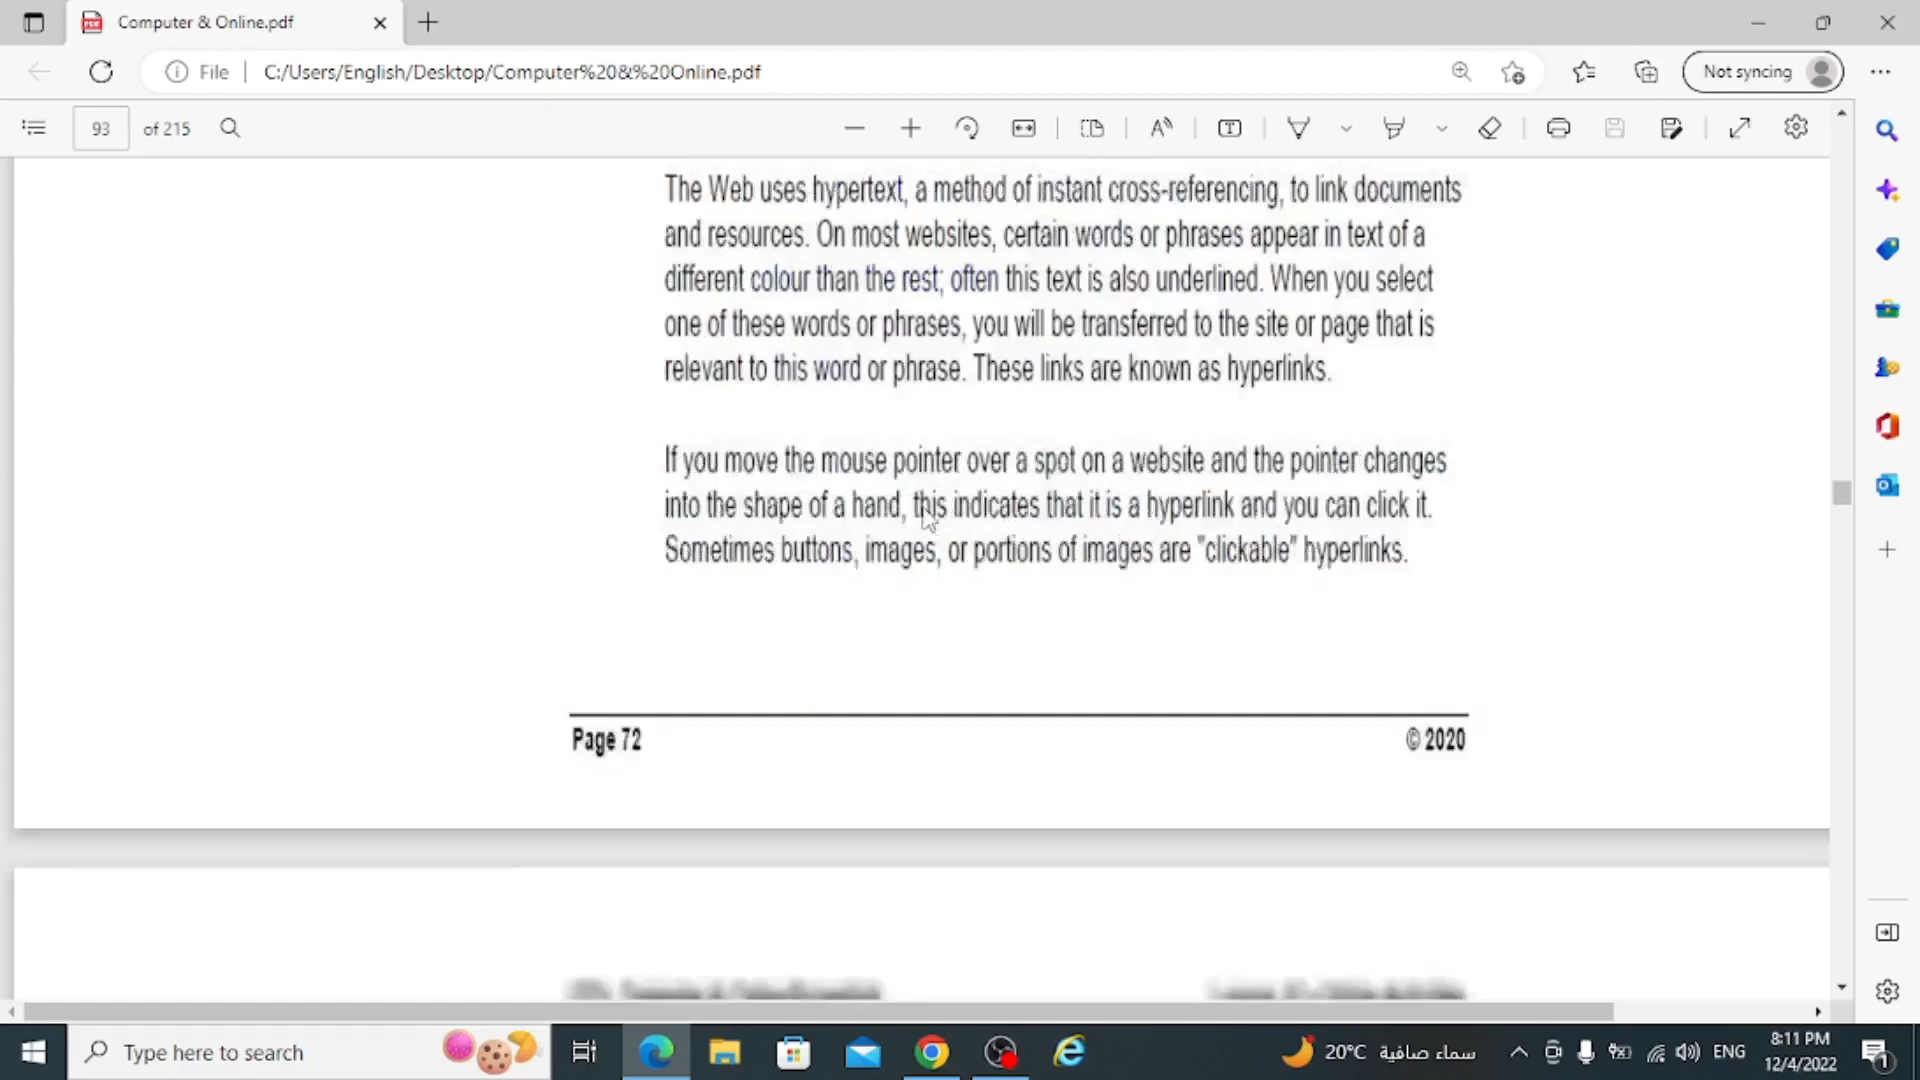 Computer & Online.pdf
File
C:/Users/English/Desktop/Computer%20&%20Online.pdf
Not syncing
93 of 215
The Web uses hypertext, a method of instant cross-referencing, to link documents
and resources. On most websites, certain words or phrases appear in text of a
different colour than the rest; often this text is also underlined. When you select
one of these words or phrases, you will be transferred to the site or page that is
relevant to this word or phrase. These links are known as hyperlinks.
If you move the mouse pointer over a spot on a website and the pointer changes
into the shape of a hand, this indicates that it is a hyperlink and you can click it.
Sometimes buttons, images, or portions of images are "clickable" hyperlinks.
Page 72
© 2020
Type here to search
20°C سماء صافية
ENG
8:11 PM
12/4/2022
1